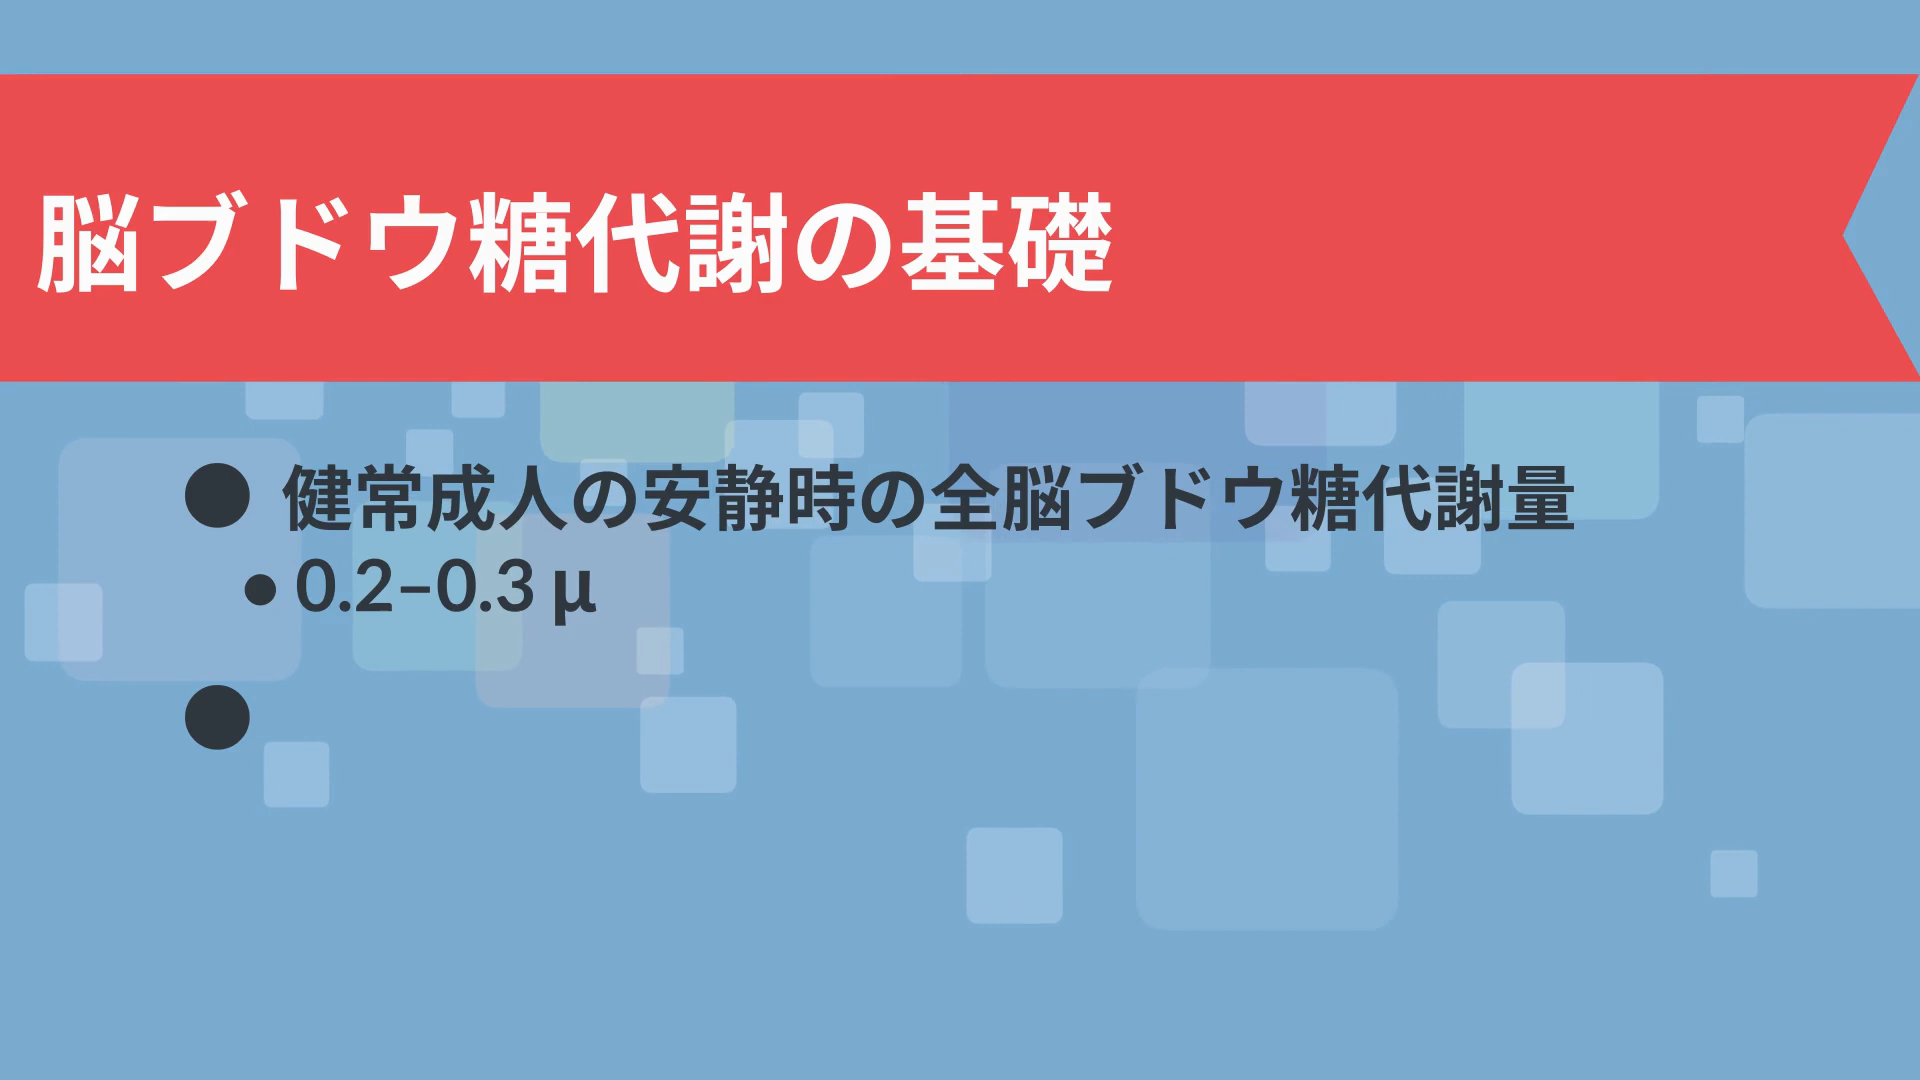 脳ブドウ糖代謝の基礎
● 健常成人の安静時の全脳ブドウ糖代謝量
• 0.2–0.3 μ
●